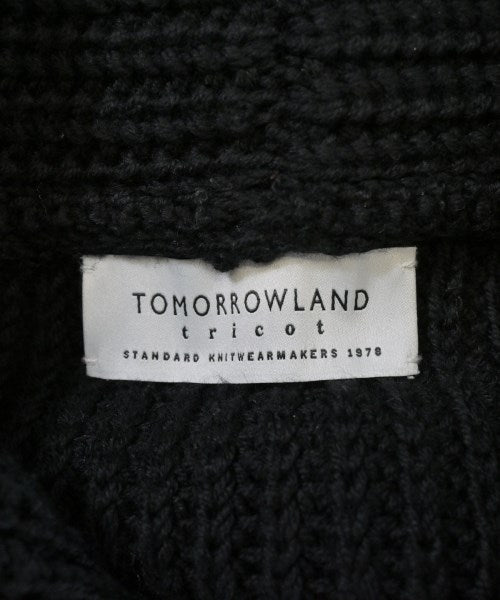 TOMORROWLAND
tricot
STANDARD KNITWEARMAKERS 1978